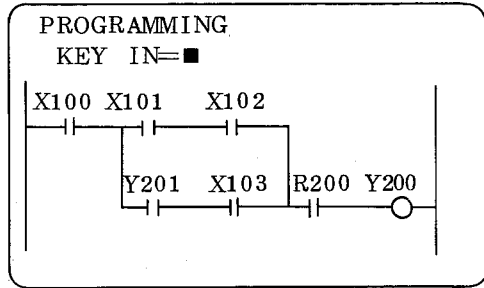 PROGRAMMING
KEY IN=■
X100 X101 X102
Y201 X103 R200 Y200